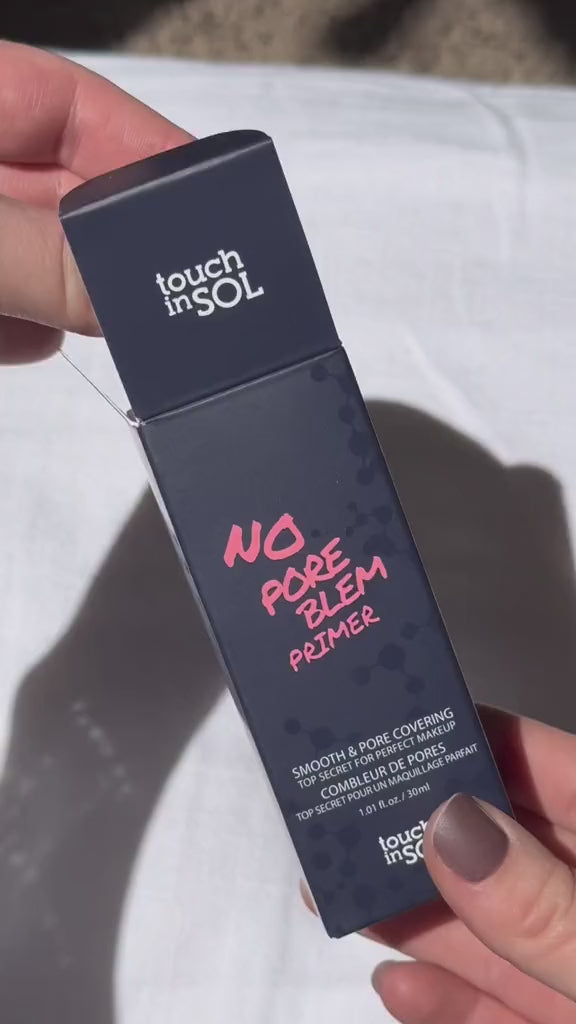 touch
in SOL
NO
PORE
BLEM
PRIMER
SMOOTH & PORE COVERING
TOP SECRET FOR PERFECT MAKEUP
COMBLEUR DE PORES
TOP SECRET POUR UN MAQUILLAGE PARFAIT
1.01 fl.oz. / 30ml
touch
in